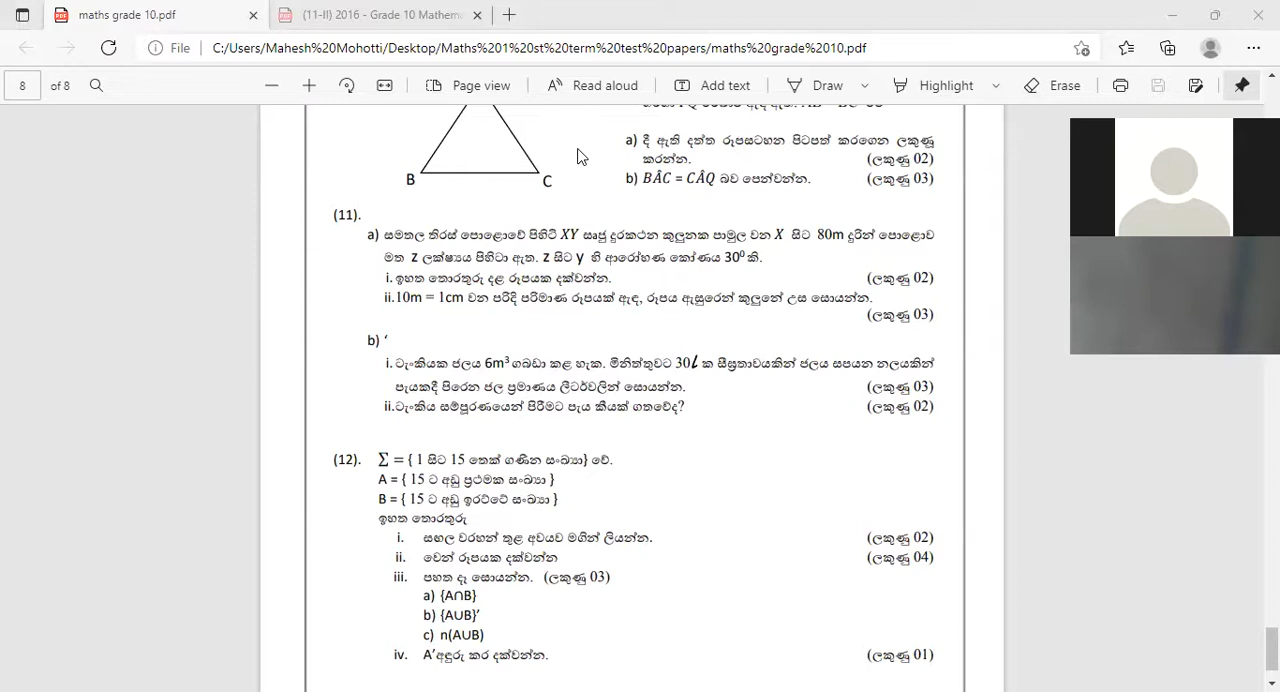 maths grade 10.pdf
(11-II) 2016 - Grade 10 Mathem
File
C:/Users/Mahesh%20Mohotti/Desktop/Maths%201%20st%20term%20test%20papers/maths%20grade%2010.pdf
8 of 8
Page view
Read aloud
Add text
Draw
Highlight
Erase
B
C
a) දී ඇති දත්ත රූපසටහන පිටපත් කරගෙන ලකුණු
කරන්න. (ලකුණු 02)
b) BÂC = CÂQ බව පෙන්වන්න. (ලකුණු 03)
(11).
a) සමතල තිරස් පොළොවේ පිහිටි XY සෘජු දුරකථන කුලුනක පාමුල වන X සිට 80m දුරින් පොළොව
මත z ලක්ෂ්‍යය පිහිටා ඇත. z සිට y හි ආරෝහණ කෝණය 30⁰ කි.
i. ඉහත තොරතුරු දළ රූපයක දක්වන්න. (ලකුණු 02)
ii.10m = 1cm වන පරිදි පරිමාණ රූපයක් ඇඳ, රූපය ඇසුරෙන් කුලුනේ උස සොයන්න.
(ලකුණු 03)
b) ‘
i. ටැංකියක ජලය 6m³ ගබඩා කළ හැක. මිනිත්තුවට 30l ක සීඝ්‍රතාවයකින් ජලය සපයන නලයකින්
පැයකදී පිරෙන ජල ප්‍රමාණය ලීටර්වලින් සොයන්න. (ලකුණු 03)
ii.ටැංකිය සම්පූරණයෙන් පිරීමට පැය කීයක් ගතවේද? (ලකුණු 02)
(12). Σ = { 1 සිට 15 තෙක් ගණින සංඛ්‍යා} වේ.
A = { 15 ට අඩු ප්‍රථමක සංඛ්‍යා }
B = { 15 ට අඩු ඉරට්ටේ සංඛ්‍යා }
ඉහත තොරතුරු
i. සඟල වරහන් තුළ අවයව මගින් ලියන්න. (ලකුණු 02)
ii. වෙන් රූපයක දක්වන්න (ලකුණු 04)
iii. පහත දෑ සොයන්න. (ලකුණු 03)
a) {A∩B}
b) {A∪B}′
c) n(A∪B)
iv. A′අඳුරු කර දක්වන්න. (ලකුණු 01)